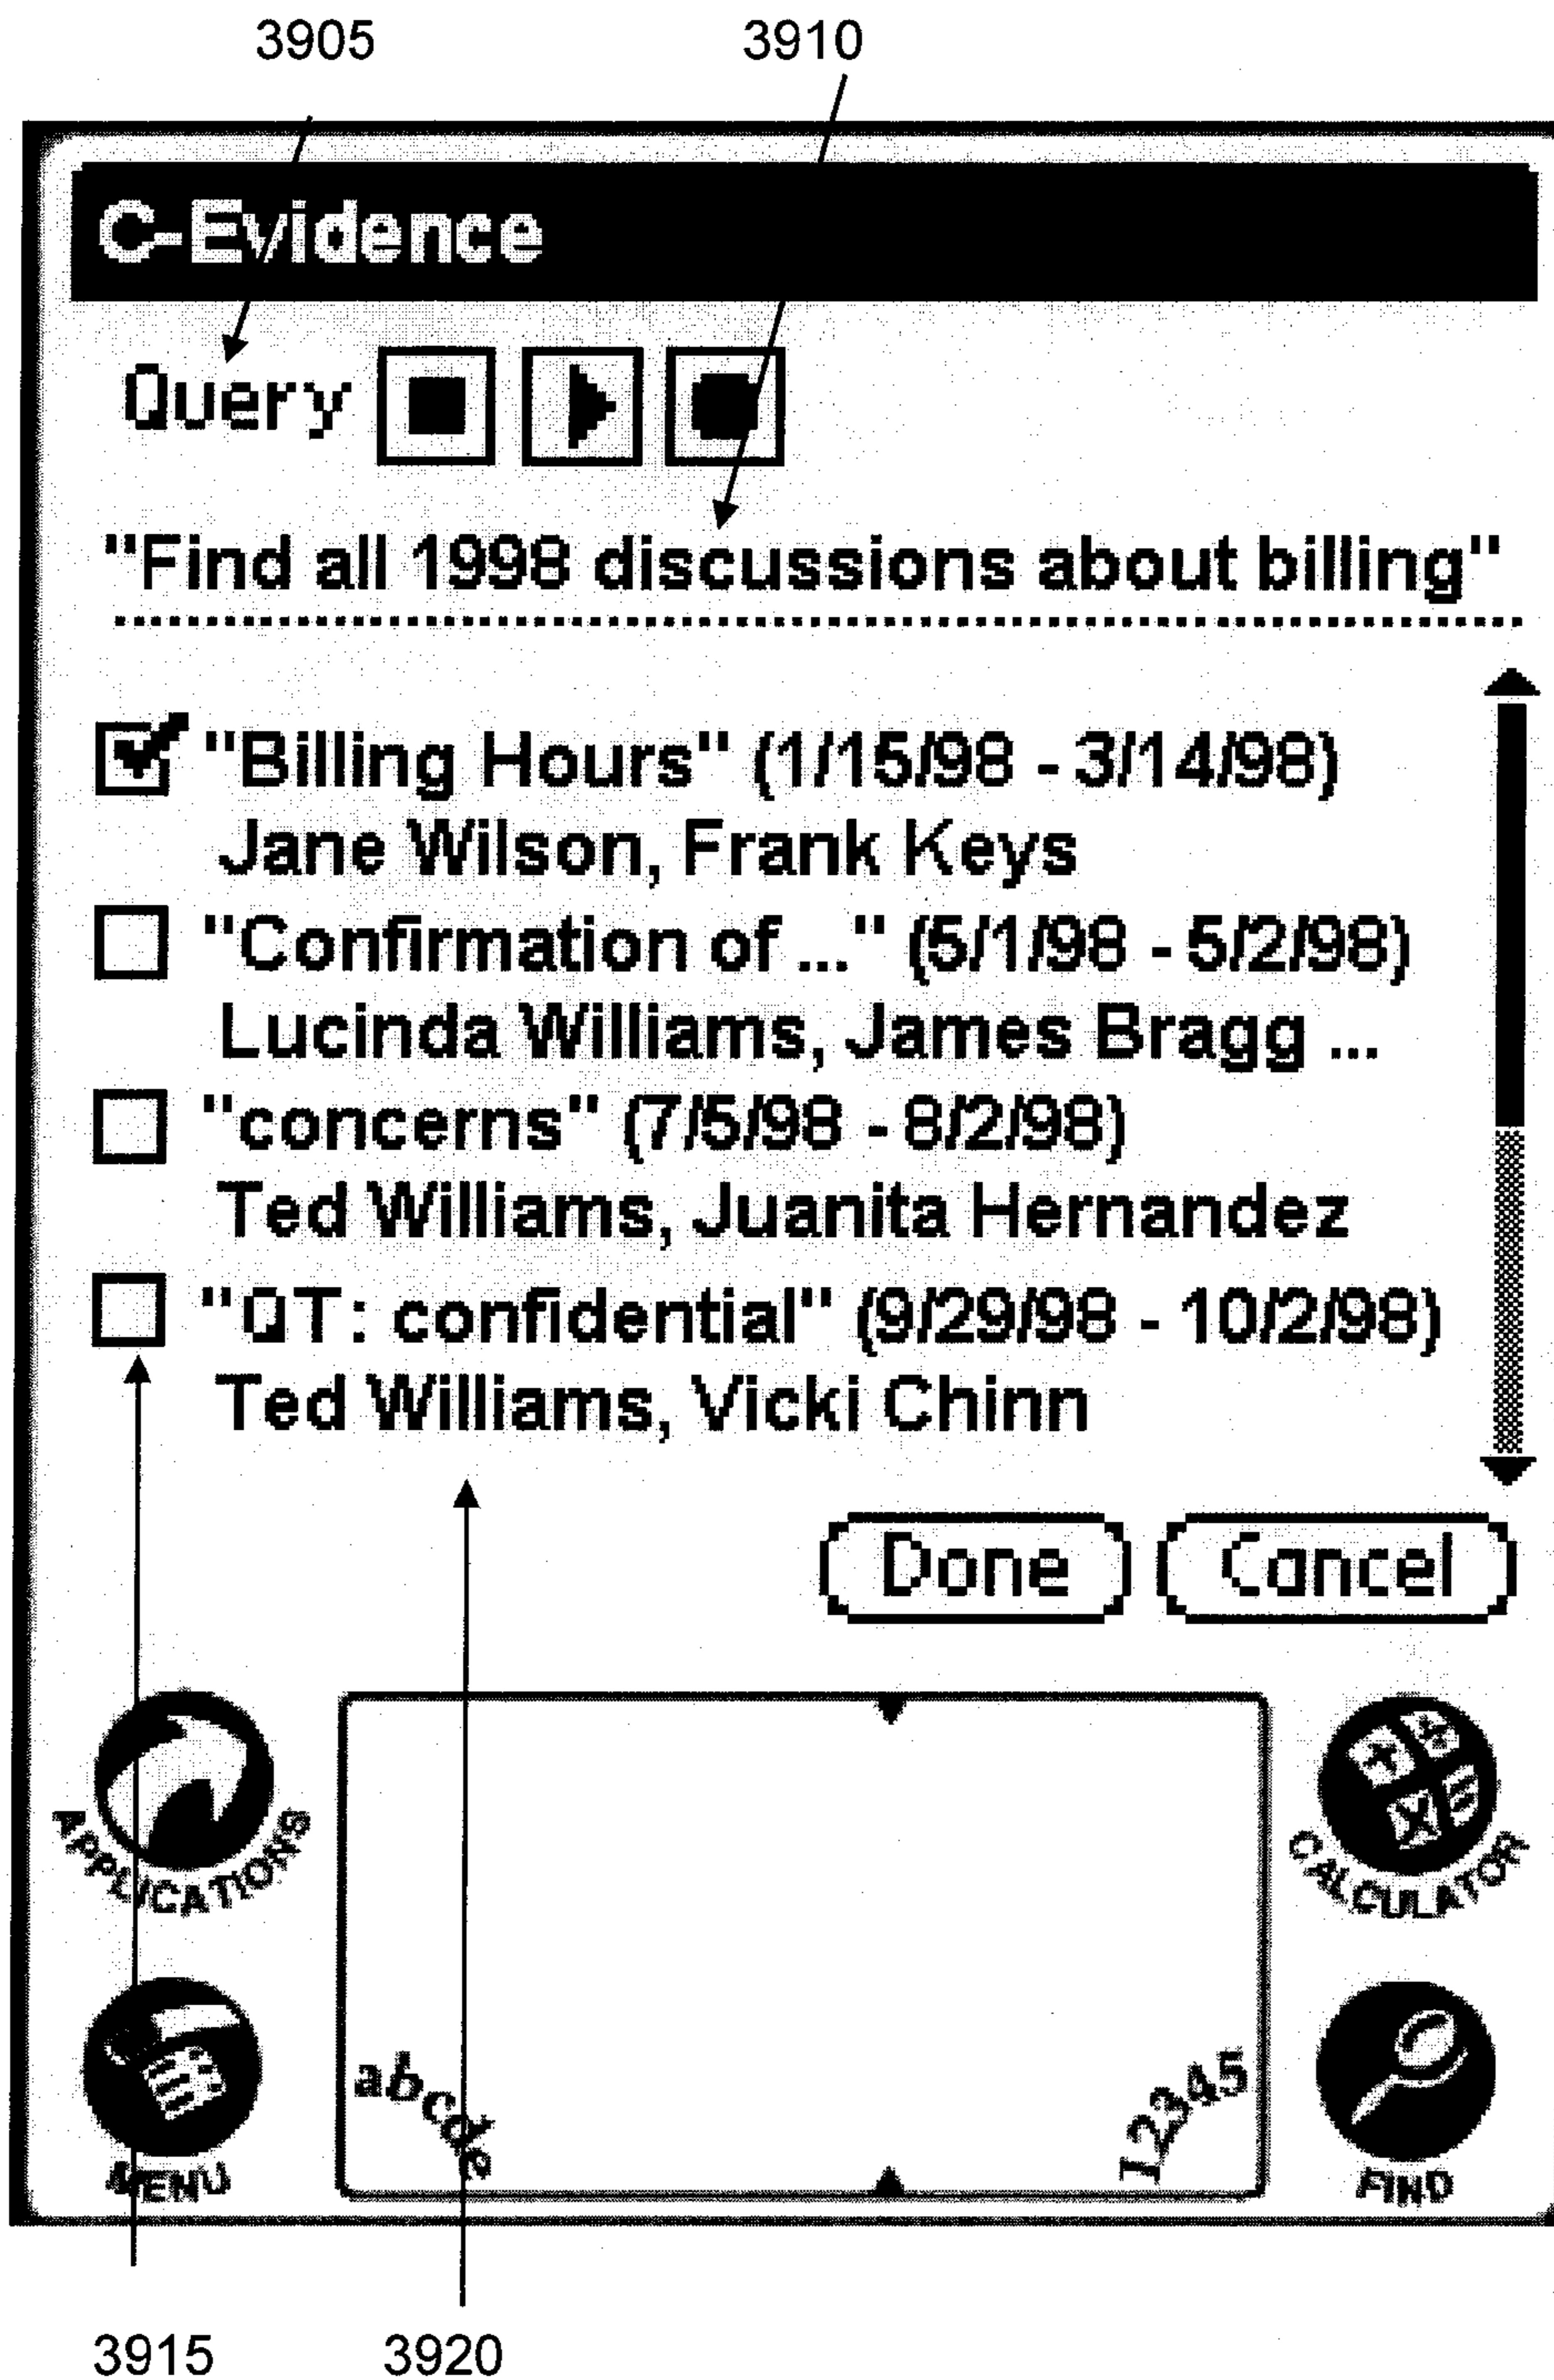 3905 3910
C-Evidence
Query
"Find all 1998 discussions about billing"
"Billing Hours" (1/15/98 - 3/14/98)
Jane Wilson, Frank Keys
"Confirmation of ..." (5/1/98 - 5/2/98)
Lucinda Williams, James Bragg ...
"concerns" (7/5/98 - 8/2/98)
Ted Williams, Juanita Hernandez
"QT: confidential" (9/29/98 - 10/2/98)
Ted Williams, Vicki Chinn
Done Cancel
APPLICATIONS CALCULATOR
abcde 12345
MENU FIND
3915 3920